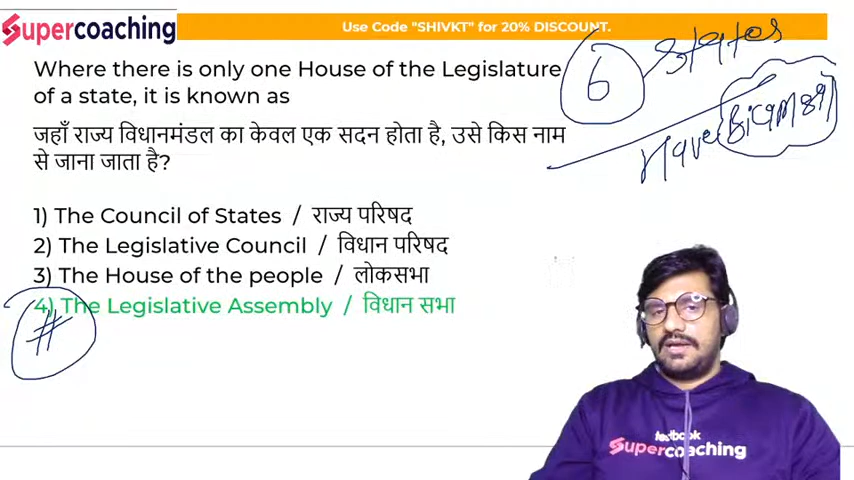 Supercoaching
Use Code "SHIVKT" for 20% DISCOUNT.
6 states
have
Where there is only one House of the Legislature
of a state, it is known as
जहाँ राज्य विधानमंडल का केवल एक सदन होता है, उसे किस नाम
से जाना जाता है?
1) The Council of States / राज्य परिषद
2) The Legislative Council / विधान परिषद
3) The House of the people / लोकसभा
4) The Legislative Assembly / विधान सभा
#
testbook
Supercoaching